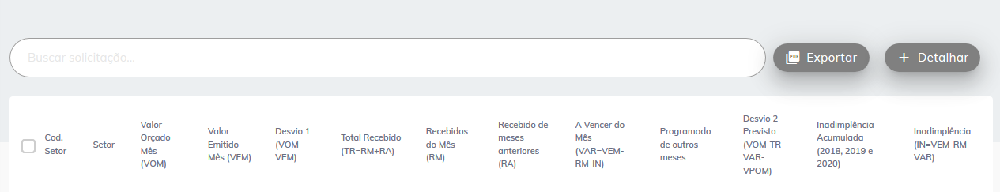 Buscar solicitação...
PDF Exportar
+ Detalhar
Cod.
Setor
Setor
Valor
Orçado
Mês
(VOM)
Valor
Emitido
Mês (VEM)
Desvio 1
(VOM-
VEM)
Total Recebido
(TR=RM+RA)
Recebidos
do Mês
(RM)
Recebido de
meses
anteriores
(RA)
A Vencer do
Mês
(VAR=VEM-
RM-IN)
Programado
de outros
meses
Desvio 2
Previsto
(VOM-TR-
VAR-
VPOM)
Inadimplência
Acumulada
(2018, 2019 e
2020)
Inadimplência
(IN=VEM-RM-
VAR)